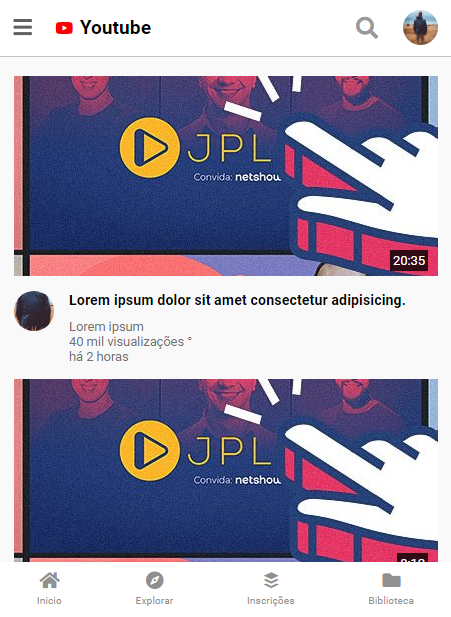 Youtube
JPL
Convida: netshou
20:35
Lorem ipsum dolor sit amet consectetur adipisicing.
Lorem ipsum
40 mil visualizações °
há 2 horas
JPL
Convida: netshou
Inicio
Explorar
Inscrições
Biblioteca